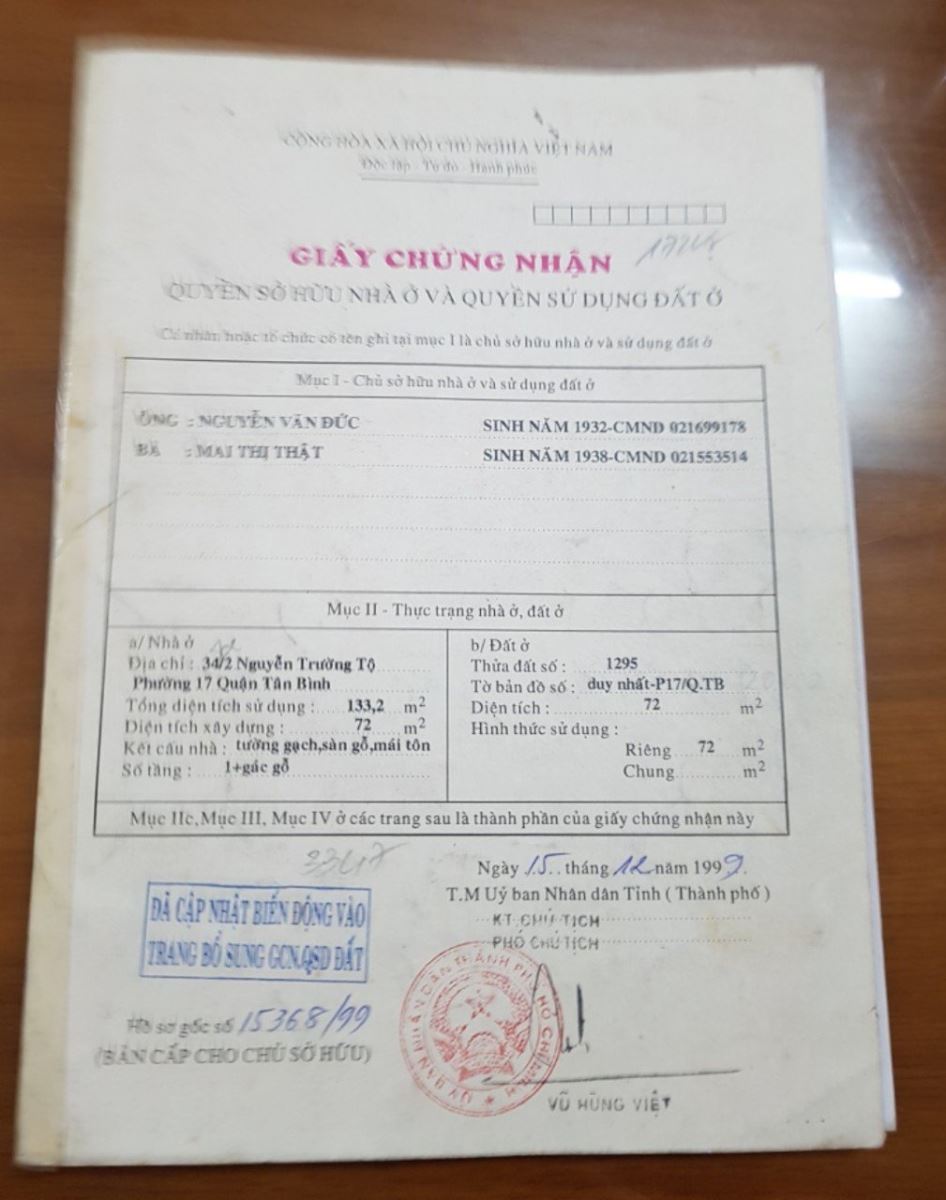 CỘNG HÒA XÃ HỘI CHỦ NGHĨA VIỆT NAM
Độc lập - Tự do - Hạnh phúc
GIẤY CHỨNG NHẬN
QUYỀN SỞ HỮU NHÀ Ở VÀ QUYỀN SỬ DỤNG ĐẤT Ở
Cá nhân hoặc tổ chức có tên ghi tại mục I là chủ sở hữu nhà ở và sử dụng đất ở
Mục I - Chủ sở hữu nhà ở và sử dụng đất ở
ÔNG : NGUYỄN VĂN ĐỨC SINH NĂM 1932-CMND 021699178
BÀ : MAI THỊ THẬT SINH NĂM 1938-CMND 021553514
Mục II - Thực trạng nhà ở, đất ở
a/ Nhà ở
Địa chỉ : 34/2 Nguyễn Trường Tộ
Phường 17 Quận Tân Bình
Tổng diện tích sử dụng : 133,2 m²
Diện tích xây dựng : 72 m²
Kết cấu nhà : tường gạch,sàn gỗ,mái tôn
Số tầng : 1+gác gỗ
b/ Đất ở
Thửa đất số : 1295
Tờ bản đồ số : duy nhất-P17/Q.TB
Diện tích : 72 m²
Hình thức sử dụng :
Riêng 72 m²
Chung m²
Mục IIc,Mục III, Mục IV ở các trang sau là thành phần của giấy chứng nhận này
Ngày 15 tháng 12 năm 1999.
T.M Uỷ ban Nhân dân Tỉnh ( Thành phố )
KT.CHỦ TỊCH
PHÓ CHỦ TỊCH
ĐÃ CẬP NHẬT BIẾN ĐỘNG VÀO
TRANG BỔ SUNG GCN.QSD ĐẤT
Hồ sơ gốc số 15368/99
(BẢN CẤP CHO CHỦ SỞ HỮU)
ỦY BAN NHÂN DÂN THÀNH PHỐ HỒ CHÍ MINH
VŨ HÙNG VIỆT